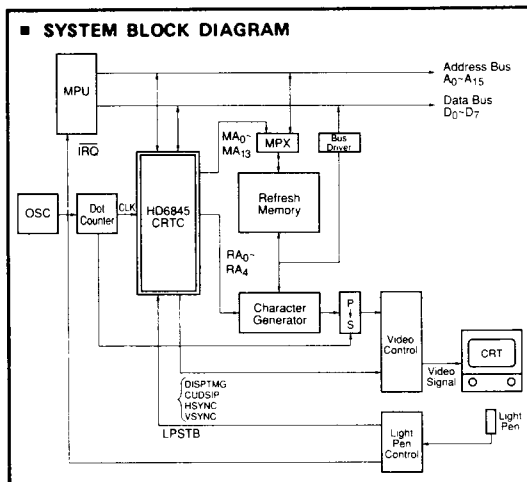 ■ SYSTEM BLOCK DIAGRAM
MPU
Address Bus
A0~A15
Data Bus
D0~D7
IRQ
MA0~
MA13
MPX
Bus
Driver
OSC
Dot
Counter
CLK
HD6845
CRTC
Refresh
Memory
RA0~
RA4
Character
Generator
P
↓
S
Video
Control
CRT
Video
Signal
DISPTMG
CUDSIP
HSYNC
VSYNC
LPSTB
Light
Pen
Control
Light
Pen